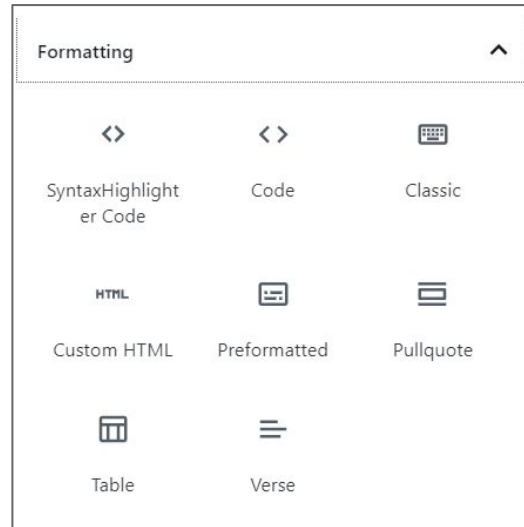 Formatting
SyntaxHighlight
er Code
Code
Classic
HTML
Custom HTML
Preformatted
Pullquote
Table
Verse